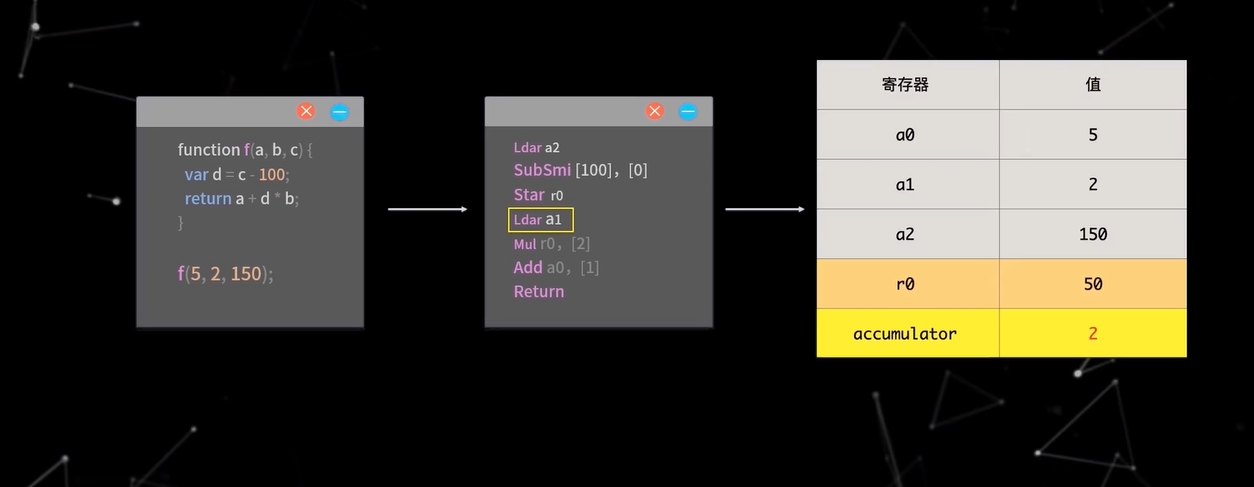 function f(a, b, c) {
var d = c - 100;
return a + d * b;
}
f(5, 2, 150);
Ldar a2
SubSmi [100], [0]
Star r0
Ldar a1
Mul r0, [2]
Add a0, [1]
Return
寄存器 值
a0 5
a1 2
a2 150
r0 50
accumulator 2